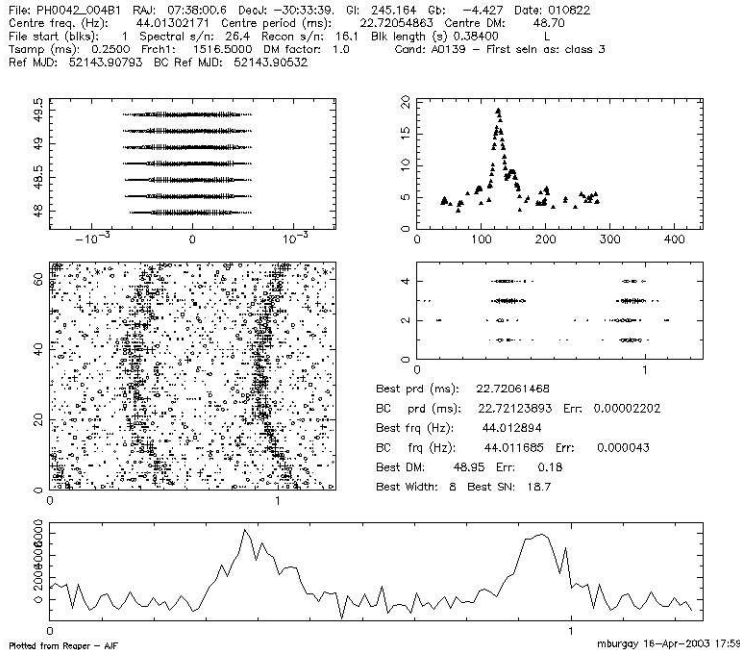 File: PH0042_004B1 RAJ: 07:38:00.6 DecJ: -30:33:39. Gl: 245.164 Gb: -4.427 Date: 010822
Centre freq. (Hz): 44.01302171 Centre period (ms): 22.72054863 Centre DM: 48.70
File start (blks): 1 Spectral s/n: 26.4 Recon s/n: 16.1 Blk length (s) 0.38400 L
Tsamp (ms): 0.2500 Frch1: 1516.5000 DM factor: 1.0 Cand: A0139 - First seln as: class 3
Ref MJD: 52143.90793 BC Ref MJD: 52143.90532
49.5
49
48.5
48
-10⁻³ 0 10⁻³
20
15
10
5
0
0 100 200 300 400
60
40
20
0
0 1
4
2
0
0 1
Best prd (ms): 22.72061468
BC prd (ms): 22.72123893 Err: 0.00002202
Best frq (Hz): 44.012894
BC frq (Hz): 44.011685 Err: 0.000043
Best DM: 48.95 Err: 0.18
Best Width: 8 Best SN: 18.7
6000
4000
2000
0
0 1
Plotted from Reaper - AJF
mburgay 16-Apr-2003 17:59